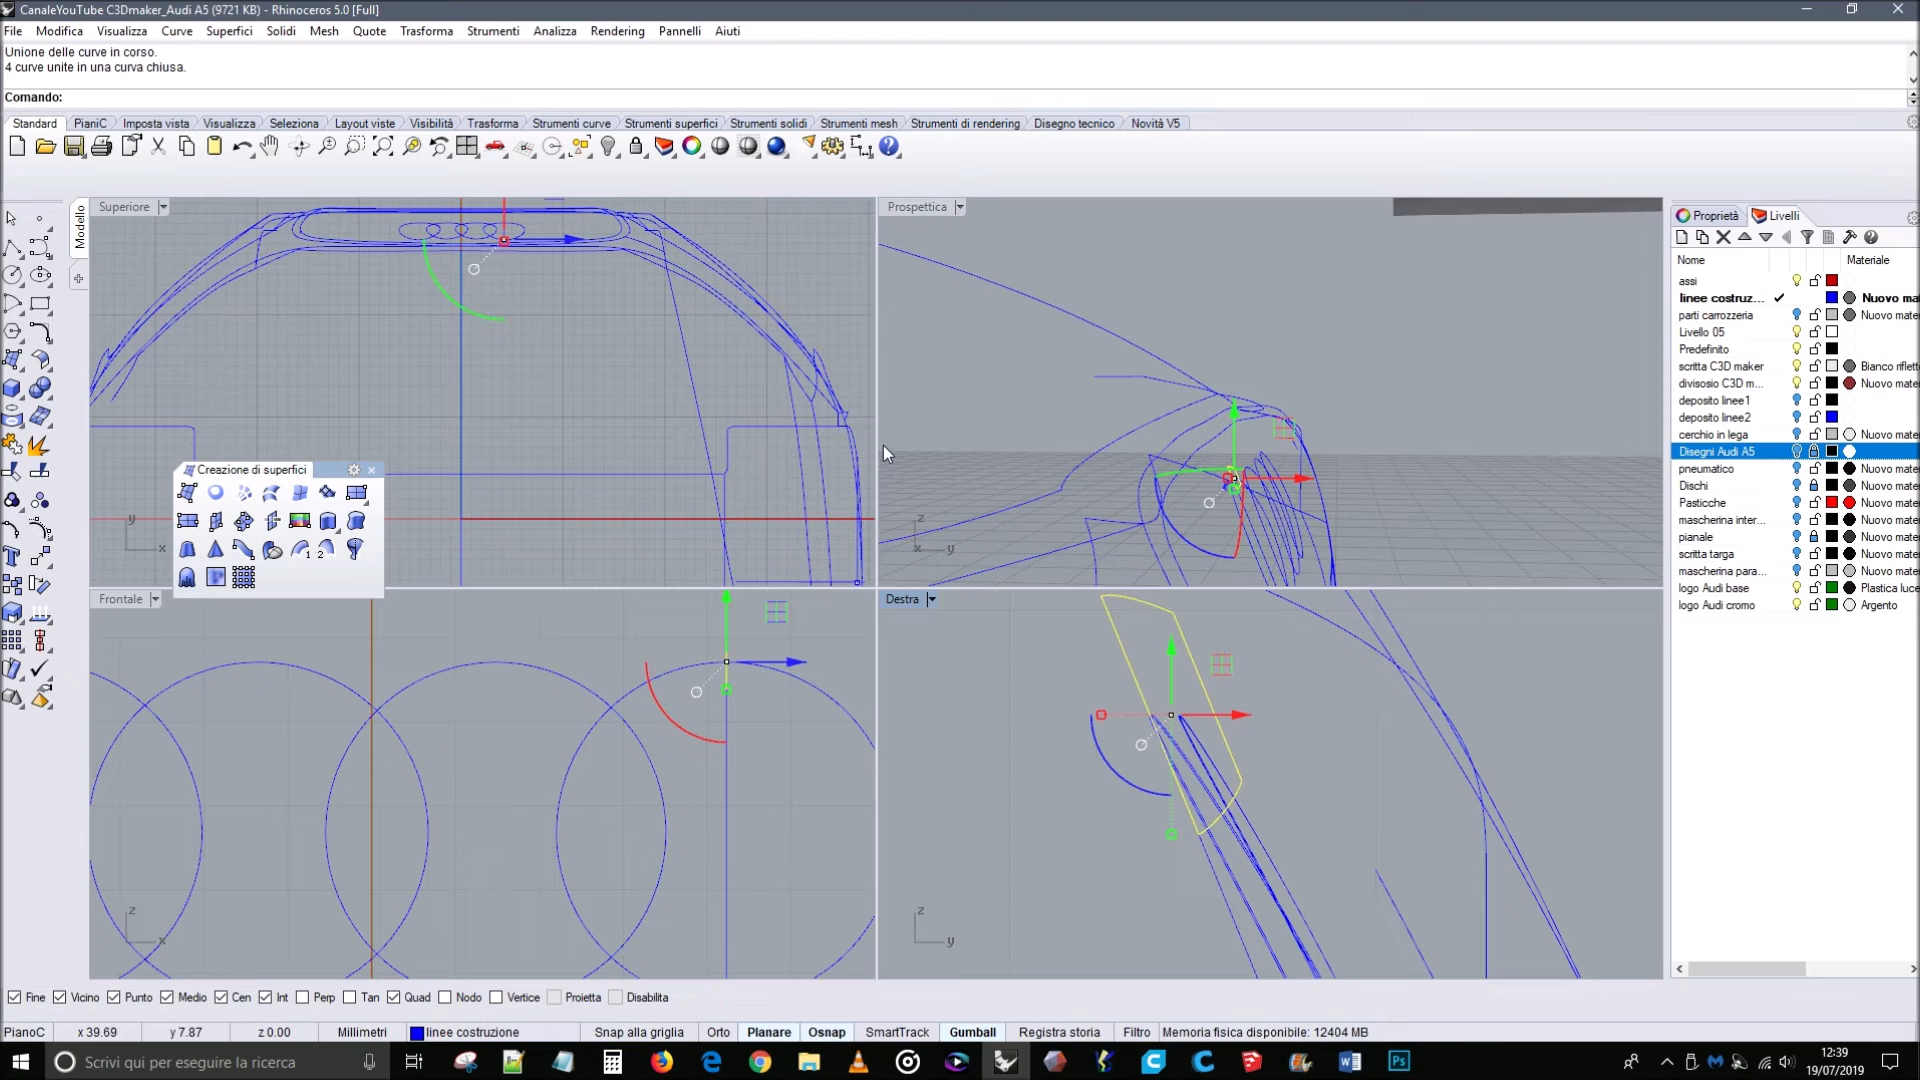 CanaleYouTube C3Dmaker_Audi A5 (9721 KB) - Rhinoceros 5.0 [Full]
File Modifica Visualizza Curve Superfici Solidi Mesh Quote Trasforma Strumenti Analizza Rendering Pannelli Aiuti
Unione delle curve in corso.
4 curve unite in una curva chiusa.
Comando:
Standard PianiC Imposta vista Visualizza Seleziona Layout viste Visibilità Trasforma Strumenti curve Strumenti superfici Strumenti solidi Strumenti mesh Strumenti di rendering Disegno tecnico Novità V5
Modello
Superiore
Prospettica
Proprietà Livelli
Nome Materiale
assi
linee costruz... Nuovo ma
parti carrozzeria Nuovo mate
Livello 05
Predefinito
scritta C3D maker Bianco riflett
divisosio C3D m... Nuovo mate
deposito linee1
deposito linee2
cerchio in lega Nuovo mate
Disegni Audi A5
pneumatico Nuovo mate
Dischi Nuovo mate
Pasticche Nuovo mate
mascherina inter... Nuovo mate
pianale Nuovo mate
scritta targa Nuovo mate
mascherina para... Nuovo mate
logo Audi base Plastica luce
logo Audi cromo Argento
Creazione di superfici
1 2
y x
z x y
Frontale
Destra
z x
z y
Fine Vicino Punto Medio Cen Int Perp Tan Quad Nodo Vertice Proietta Disabilita
PianoC x 39.69 y 7.87 z 0.00 Millimetri linee costruzione Snap alla griglia Orto Planare Osnap SmartTrack Gumball Registra storia Filtro Memoria fisica disponibile: 12404 MB
Scrivi qui per eseguire la ricerca
12:39
19/07/2019